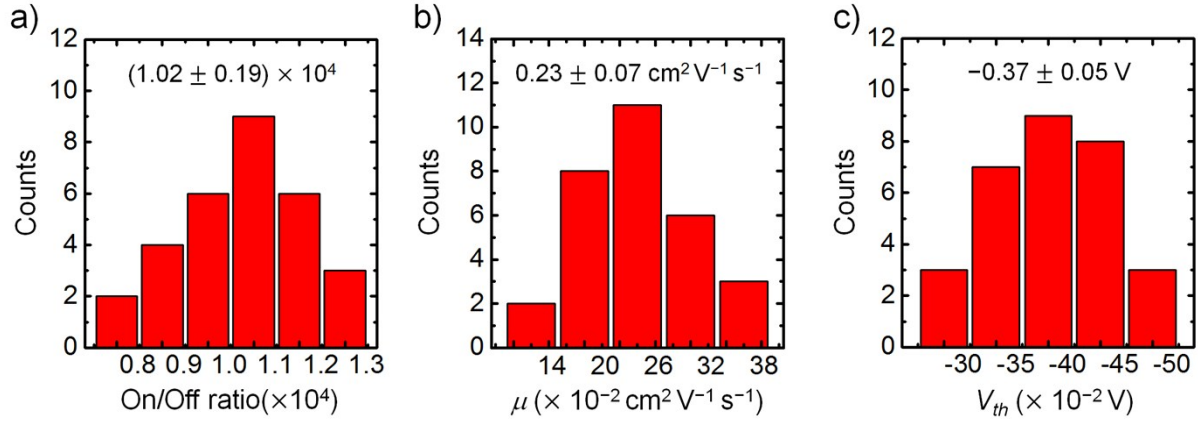 a)
(1.02 ± 0.19) × 10⁴
12
10
8
6
4
2
0
Counts
0.8 0.9 1.0 1.1 1.2 1.3
On/Off ratio(×10⁴)
b)
0.23 ± 0.07 cm² V⁻¹ s⁻¹
14
12
10
8
6
4
2
0
Counts
14 20 26 32 38
μ (× 10⁻² cm² V⁻¹ s⁻¹)
c)
−0.37 ± 0.05 V
12
10
8
6
4
2
0
Counts
-30 -35 -40 -45 -50
Vth (× 10⁻² V)